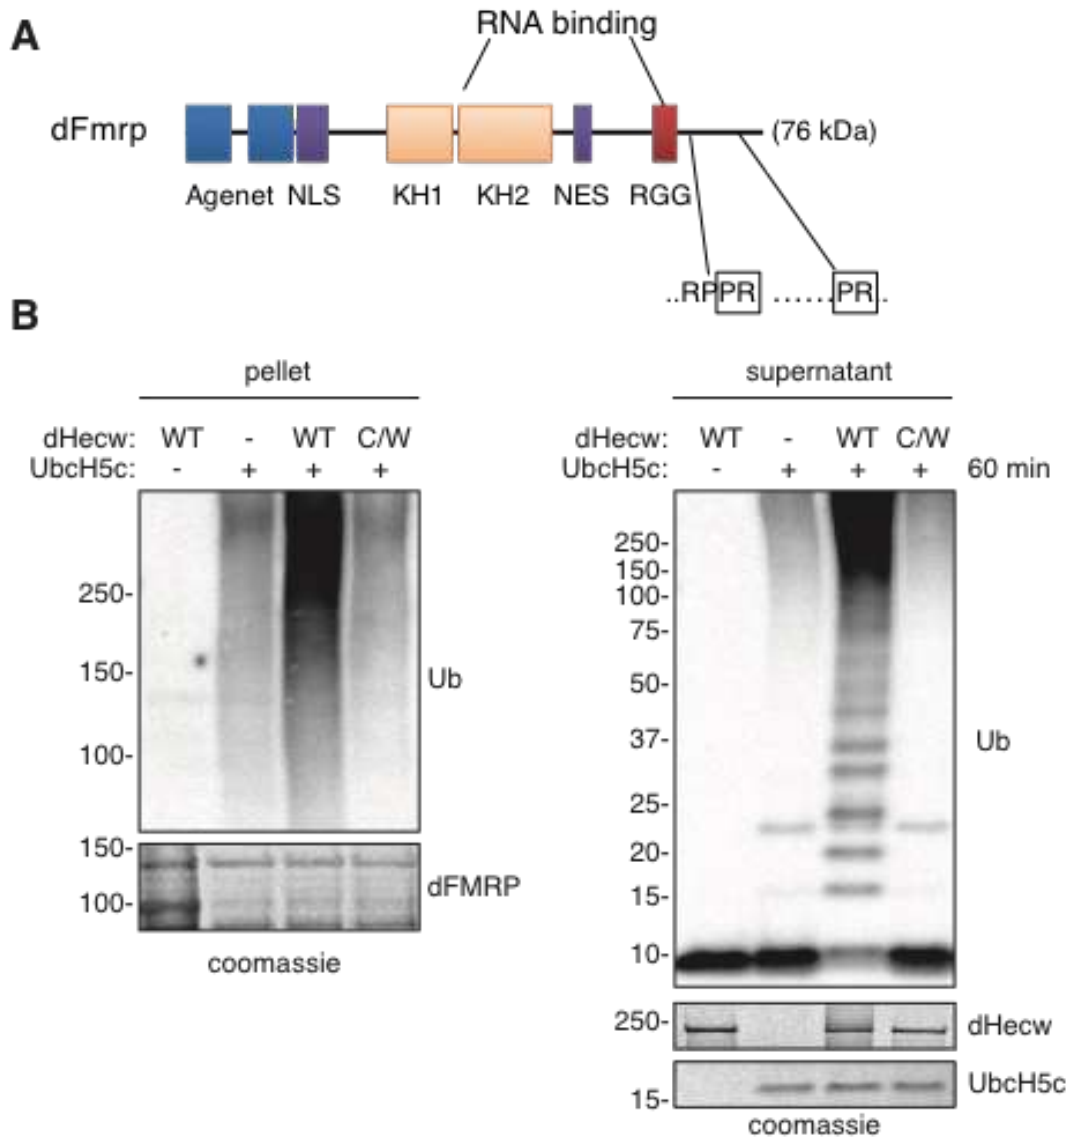 A
RNA binding
dFmrp
(76 kDa)
Agenet NLS KH1 KH2 NES RGG
..RPPR ......PR.
B
pellet
dHecw: WT - WT C/W
UbcH5c: - + + +
250-
150-
100-
Ub
150-
100-
dFMRP
coomassie
supernatant
dHecw: WT - WT C/W
UbcH5c: - + + + 60 min
250-
150-
100-
75-
50-
37-
25-
20-
15-
10-
Ub
250-
dHecw
15-
UbcH5c
coomassie